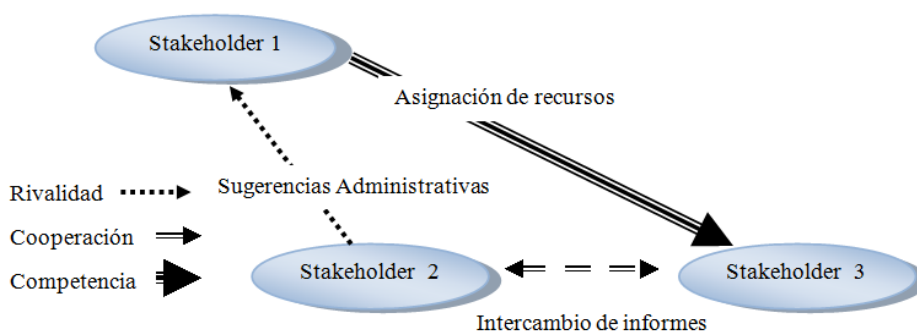 Stakeholder 1
Asignación de recursos
Sugerencias Administrativas
Rivalidad
Cooperación
Competencia
Stakeholder 2
Stakeholder 3
Intercambio de informes